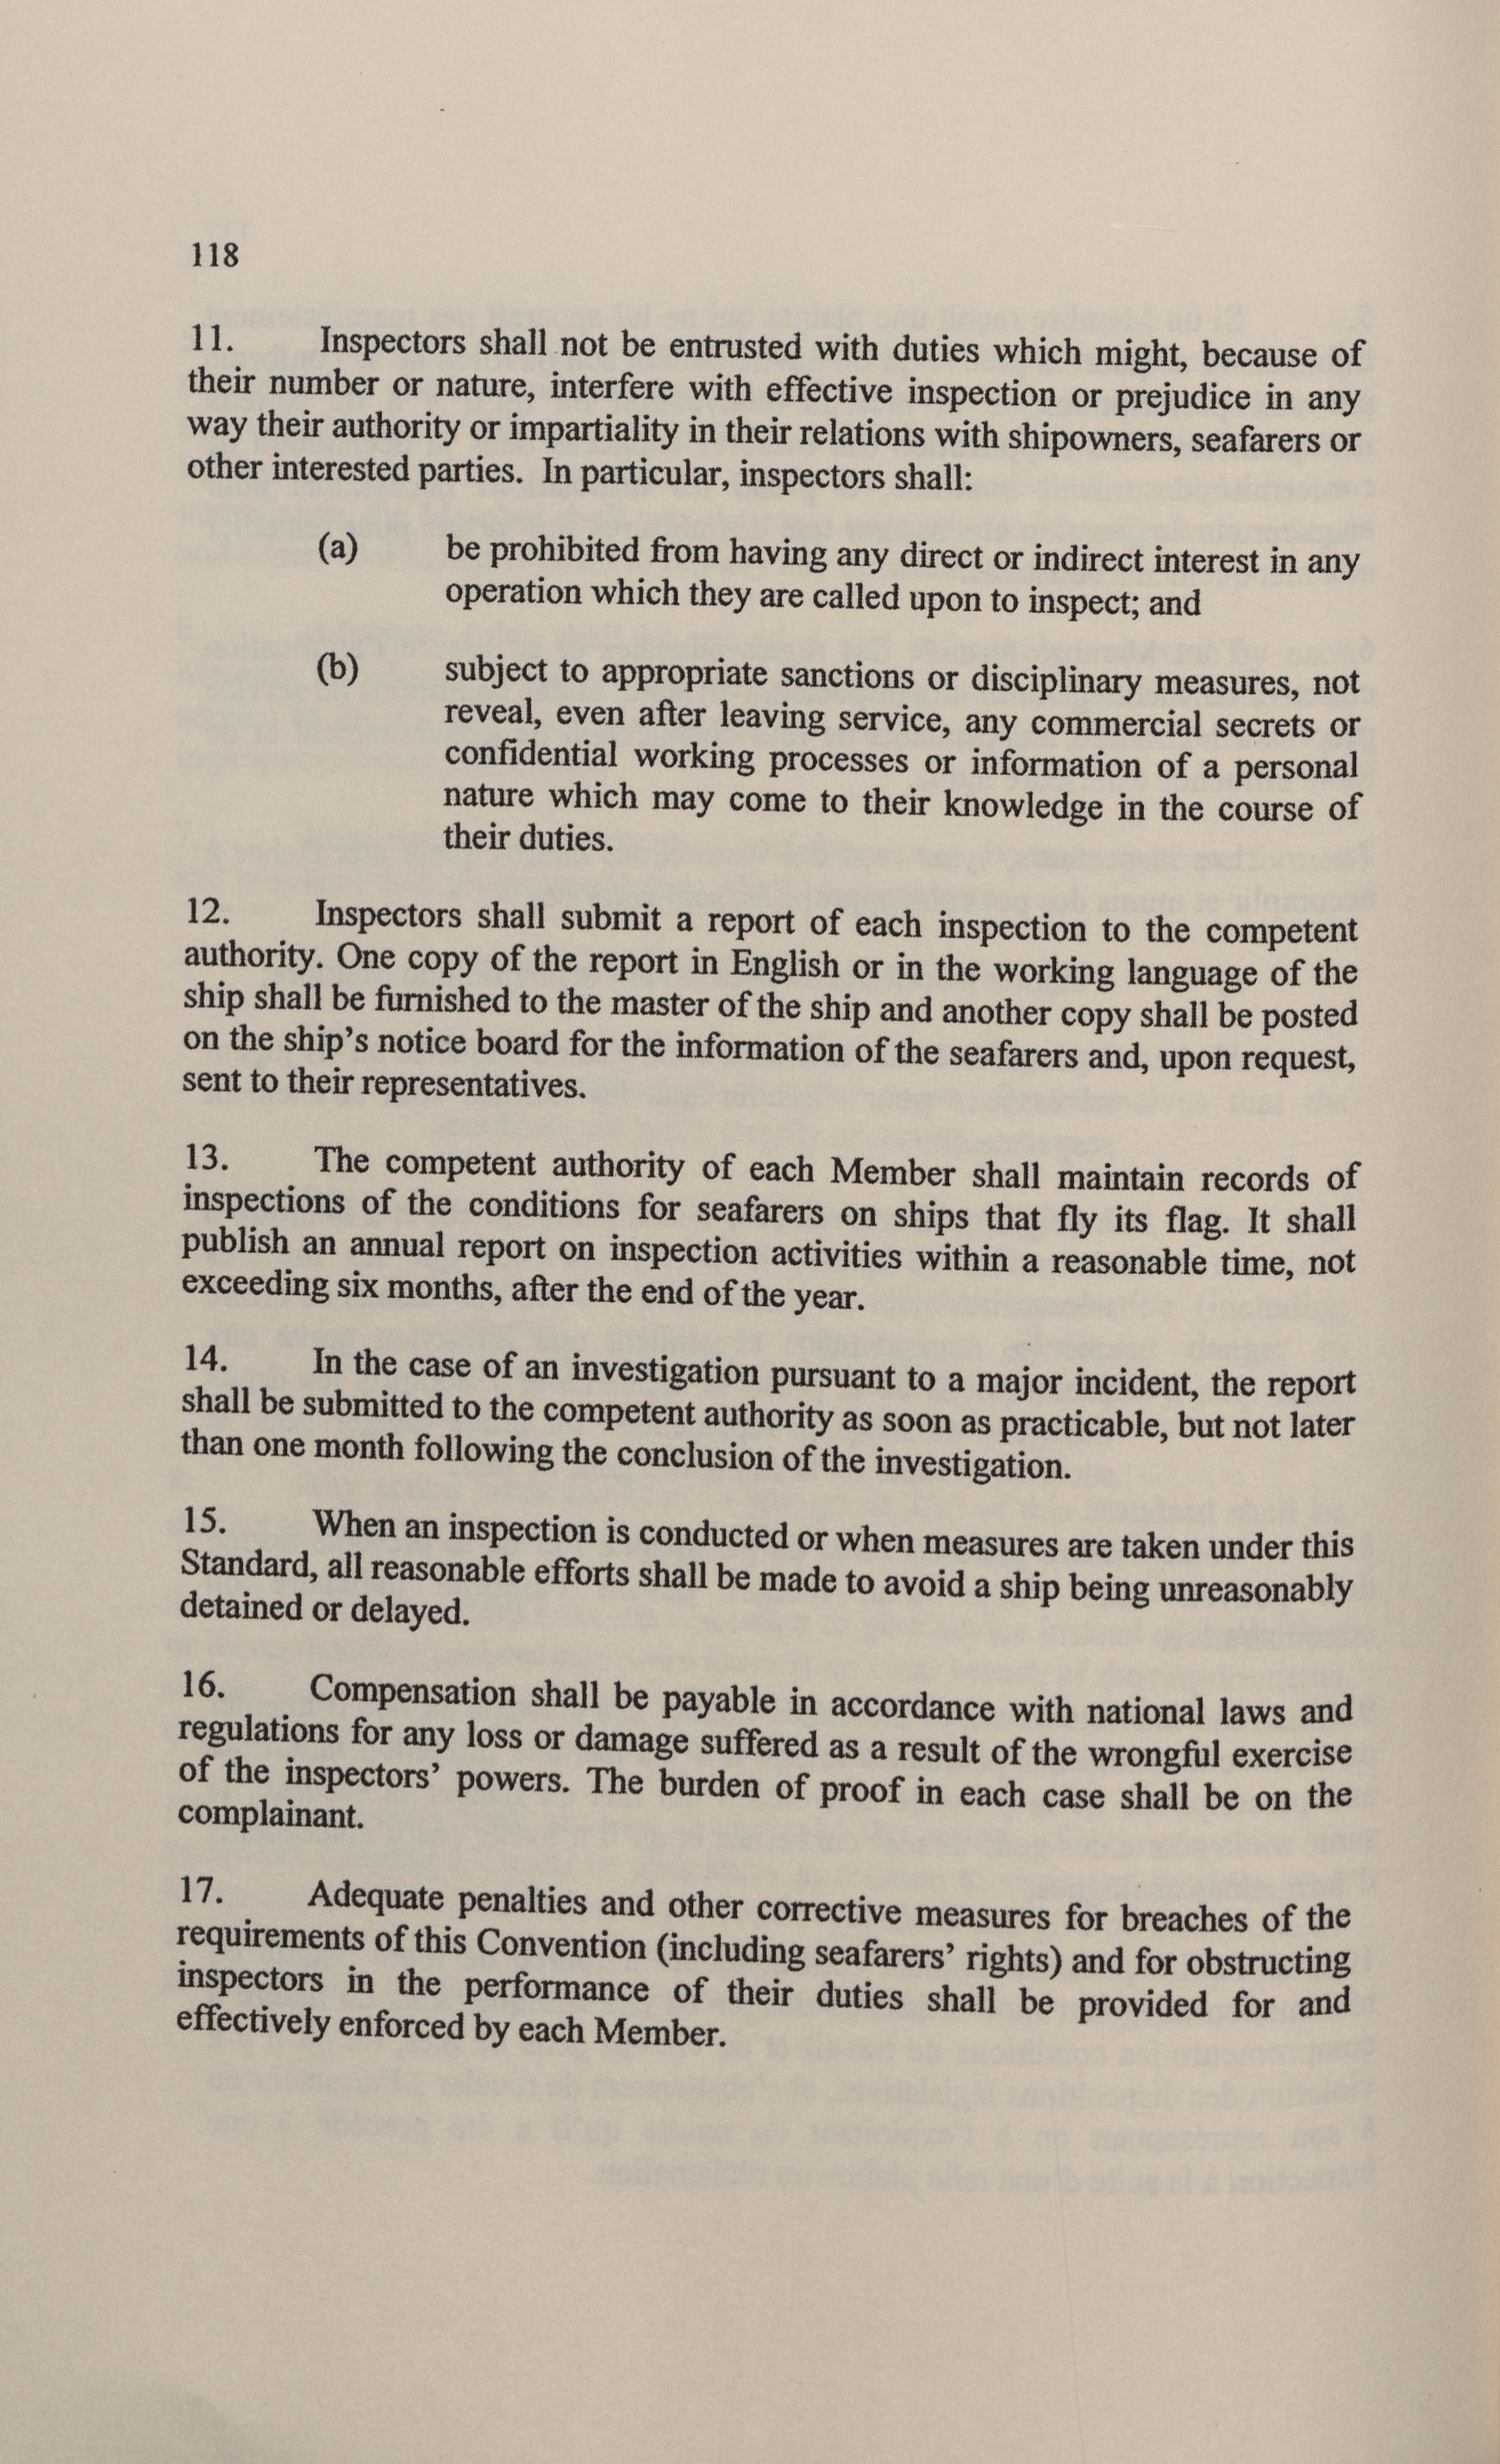 118
11. Inspectors shall not be entrusted with duties which might, because of
their number or nature, interfere with effective inspection or prejudice in any
way their authority or impartiality in their relations with shipowners, seafarers or
other interested parties. In particular, inspectors shall:
(a) be prohibited from having any direct or indirect interest in any
operation which they are called upon to inspect; and
(b) subject to appropriate sanctions or disciplinary measures, not
reveal, even after leaving service, any commercial secrets or
confidential working processes or information of a personal
nature which may come to their knowledge in the course of
their duties.
12. Inspectors shall submit a report of each inspection to the competent
authority. One copy of the report in English or in the working language of the
ship shall be furnished to the master of the ship and another copy shall be posted
on the ship's notice board for the information of the seafarers and, upon request,
sent to their representatives.
13. The competent authority of each Member shall maintain records of
inspections of the conditions for seafarers on ships that fly its flag. It shall
publish an annual report on inspection activities within a reasonable time, not
exceeding six months, after the end of the year.
14. In the case of an investigation pursuant to a major incident, the report
shall be submitted to the competent authority as soon as practicable, but not later
than one month following the conclusion of the investigation.
15. When an inspection is conducted or when measures are taken under this
Standard, all reasonable efforts shall be made to avoid a ship being unreasonably
detained or delayed.
16. Compensation shall be payable in accordance with national laws and
regulations for any loss or damage suffered as a result of the wrongful exercise
of the inspectors' powers. The burden of proof in each case shall be on the
complainant.
17. Adequate penalties and other corrective measures for breaches of the
requirements of this Convention (including seafarers' rights) and for obstructing
inspectors in the performance of their duties shall be provided for and
effectively enforced by each Member.